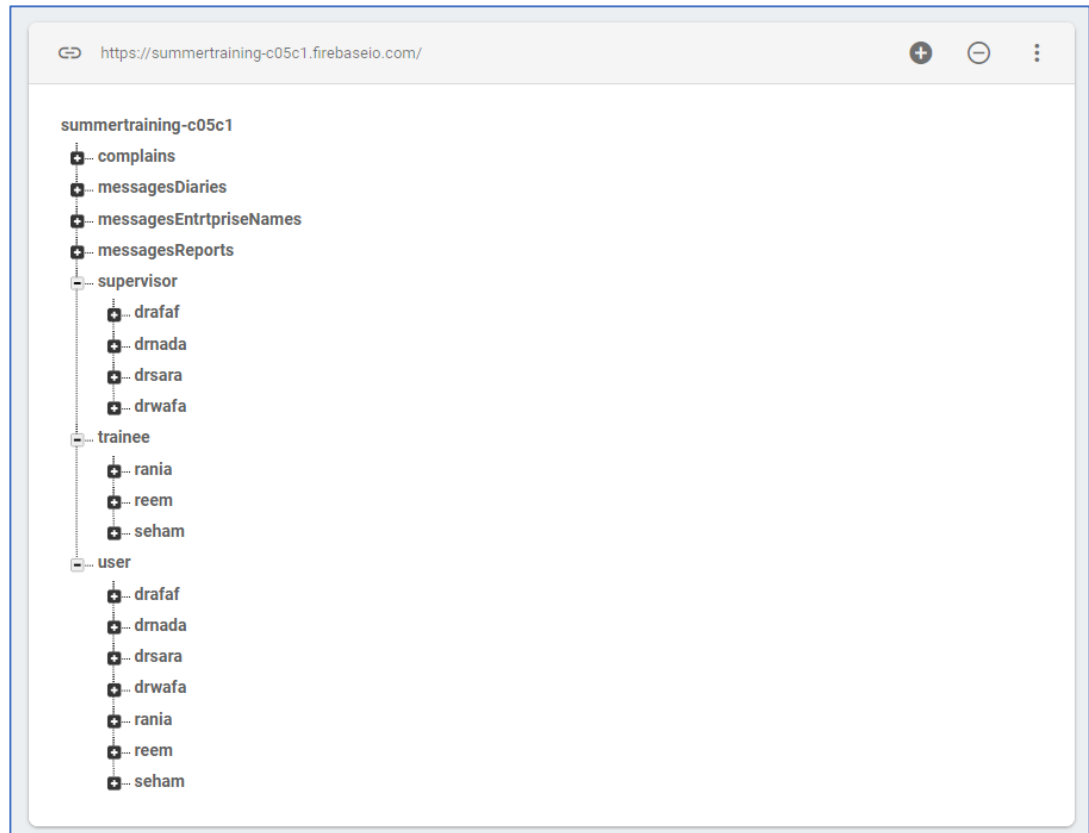 https://summertraining-c05c1.firebaseio.com/
summertraining-c05c1
complains
messagesDiaries
messagesEntrtpriseNames
messagesReports
supervisor
drafaf
drnada
drsara
drwafa
trainee
rania
reem
seham
user
drafaf
drnada
drsara
drwafa
rania
reem
seham